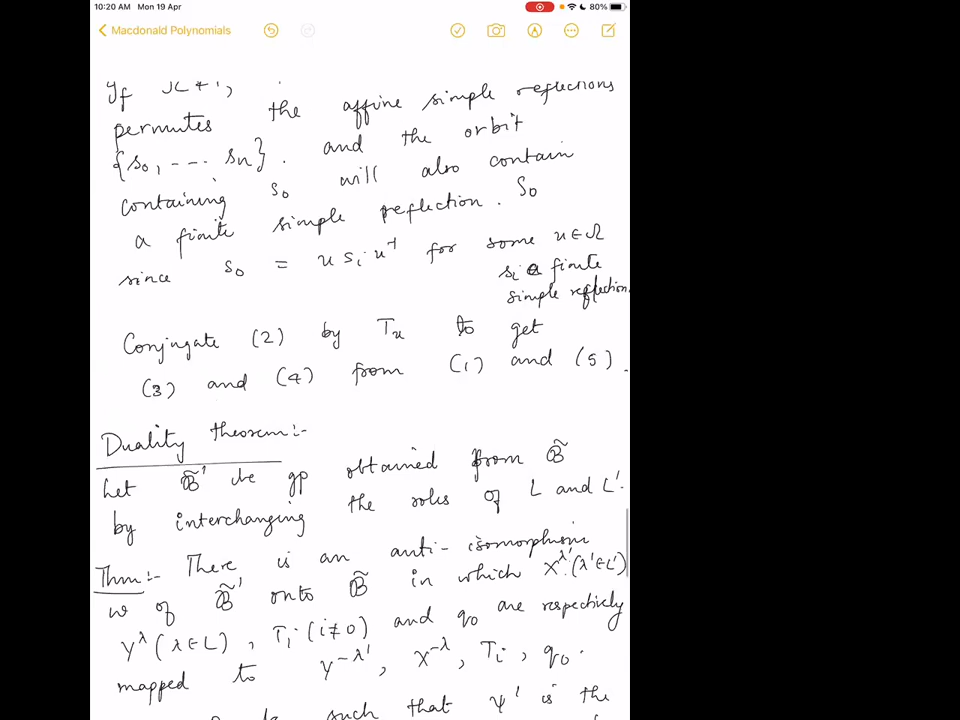 10:20 AM Mon 19 Apr
80%
Macdonald Polynomials
If
permutes the affine simple reflections
{s₀, --- sₙ}. and the orbit
containing s₀ will also contain
a finite simple reflection. So
since s₀ = u sᵢ u⁻¹ for some u ∈ Ω
sᵢ a finite
simple reflection.
Conjugate (2) by Tᵤ to get
(3) and (4) from (1) and (5).
Duality theorem:-
Let B̃' be gp obtained from B̃
by interchanging the roles of L and L'.
Thm:- There is an anti-isomorphism
ω of B̃' onto B̃ in which X^λ' (λ' ∈ L')
Y^λ (λ ∈ L), Tᵢ (i ≠ 0) and q₀ are respectively
mapped to Y^-λ', X^-λ, Tᵢ, q₀.
such that ψ' is the